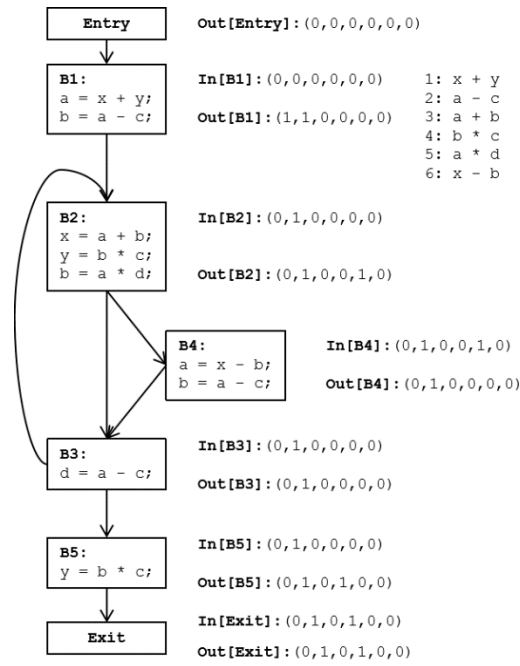 Entry Out[Entry]:(0,0,0,0,0,0)
B1: In[B1]:(0,0,0,0,0,0) 1: x + y
a = x + y; 2: a - c
b = a - c; Out[B1]:(1,1,0,0,0,0) 3: a + b
4: b * c
5: a * d
6: x - b
B2: In[B2]:(0,1,0,0,0,0)
x = a + b;
y = b * c;
b = a * d; Out[B2]:(0,1,0,0,1,0)
B4: In[B4]:(0,1,0,0,1,0)
a = x - b;
b = a - c; Out[B4]:(0,1,0,0,0,0)
B3: In[B3]:(0,1,0,0,0,0)
d = a - c;
Out[B3]:(0,1,0,0,0,0)
B5: In[B5]:(0,1,0,0,0,0)
y = b * c;
Out[B5]:(0,1,0,1,0,0)
In[Exit]:(0,1,0,1,0,0)
Exit
Out[Exit]:(0,1,0,1,0,0)